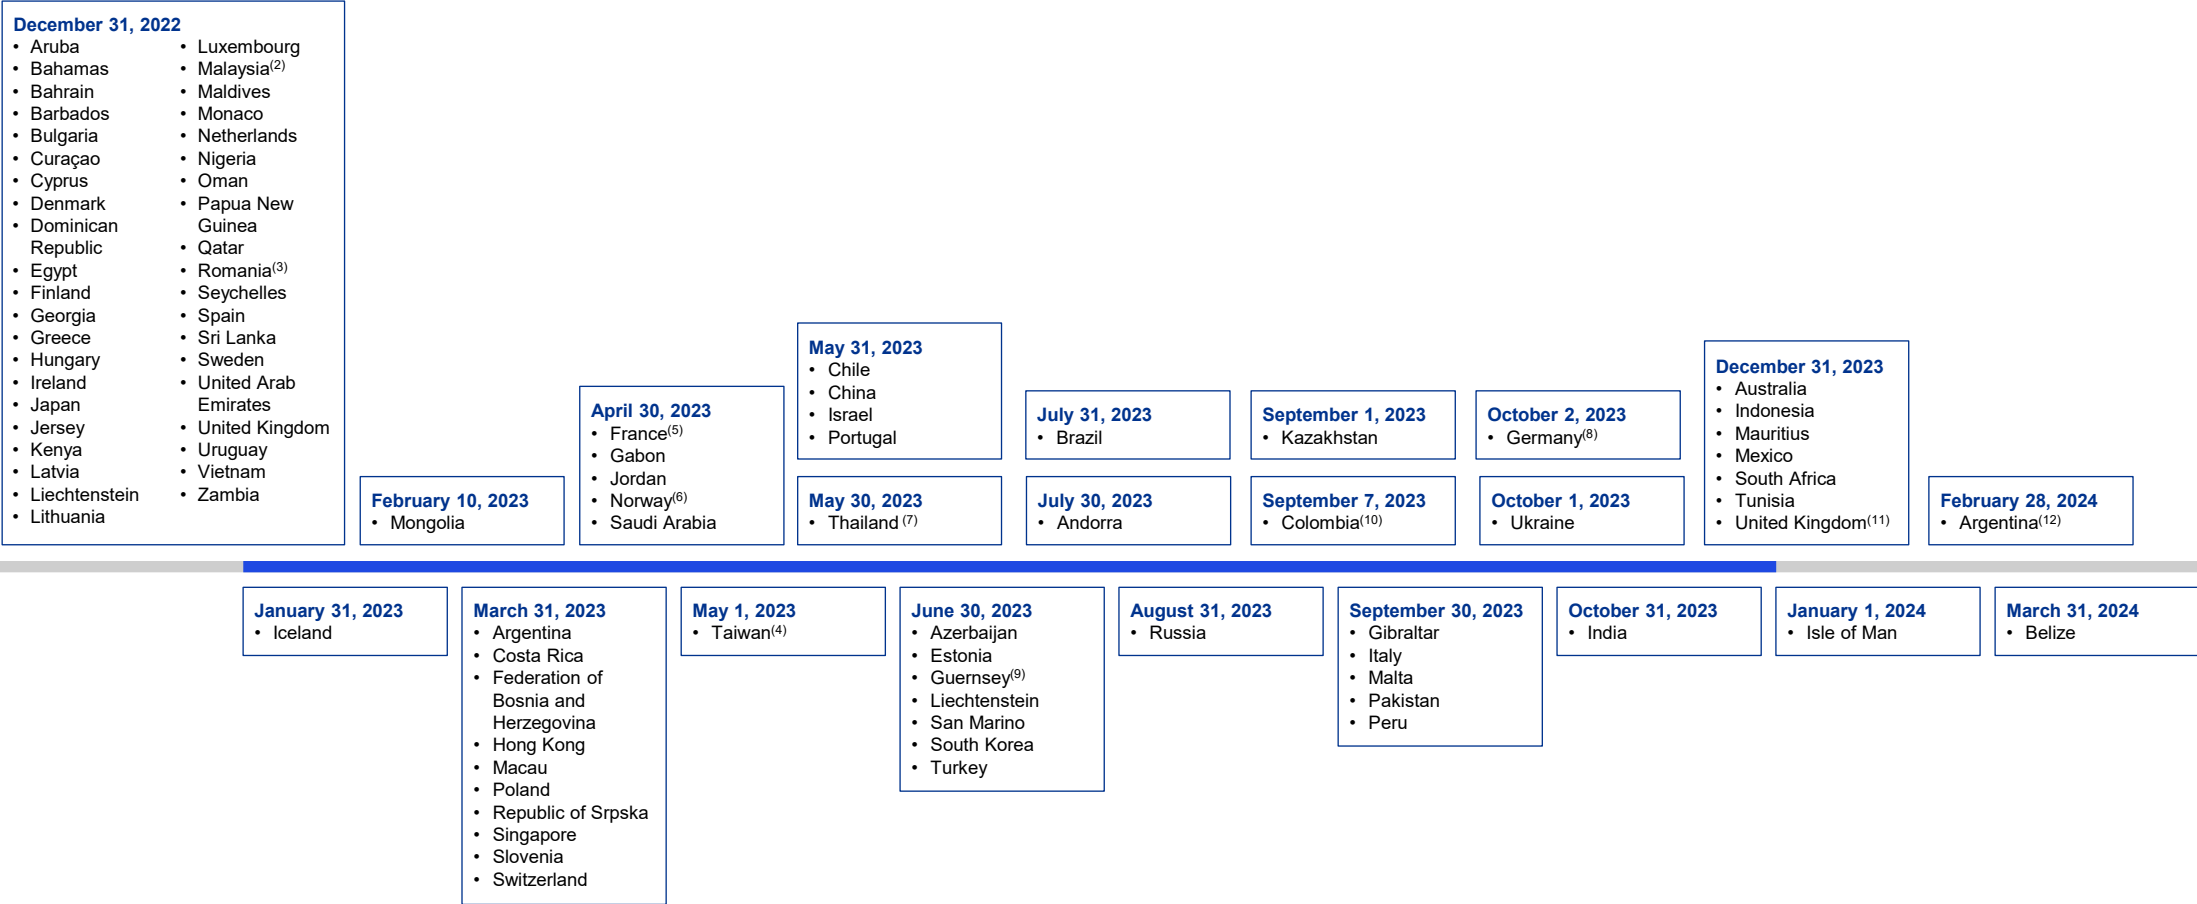 December 31, 2022
• Aruba
• Bahamas
• Bahrain
• Barbados
• Bulgaria
• Curaçao
• Cyprus
• Denmark
• Dominican
Republic
• Egypt
• Finland
• Georgia
• Greece
• Hungary
• Ireland
• Japan
• Jersey
• Kenya
• Latvia
• Liechtenstein
• Lithuania
• Luxembourg
• Malaysia(2)
• Maldives
• Monaco
• Netherlands
• Nigeria
• Oman
• Papua New
Guinea
• Qatar
• Romania(3)
• Seychelles
• Spain
• Sri Lanka
• Sweden
• United Arab
Emirates
• United Kingdom
• Uruguay
• Vietnam
• Zambia
February 10, 2023
• Mongolia
April 30, 2023
• France(5)
• Gabon
• Jordan
• Norway(6)
• Saudi Arabia
May 31, 2023
• Chile
• China
• Israel
• Portugal
May 30, 2023
• Thailand (7)
July 31, 2023
• Brazil
July 30, 2023
• Andorra
September 1, 2023
• Kazakhstan
September 7, 2023
• Colombia(10)
October 2, 2023
• Germany(8)
October 1, 2023
• Ukraine
December 31, 2023
• Australia
• Indonesia
• Mauritius
• Mexico
• South Africa
• Tunisia
• United Kingdom(11)
February 28, 2024
• Argentina(12)
January 31, 2023
• Iceland
March 31, 2023
• Argentina
• Costa Rica
• Federation of
Bosnia and
Herzegovina
• Hong Kong
• Macau
• Poland
• Republic of Srpska
• Singapore
• Slovenia
• Switzerland
May 1, 2023
• Taiwan(4)
June 30, 2023
• Azerbaijan
• Estonia
• Guernsey(9)
• Liechtenstein
• San Marino
• South Korea
• Turkey
August 31, 2023
• Russia
September 30, 2023
• Gibraltar
• Italy
• Malta
• Pakistan
• Peru
October 31, 2023
• India
January 1, 2024
• Isle of Man
March 31, 2024
• Belize